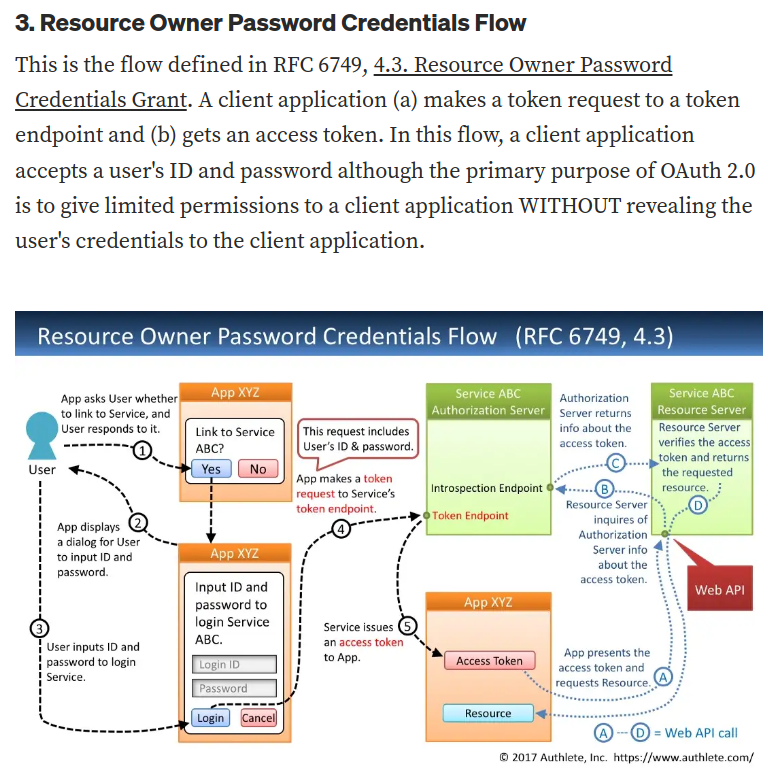 3. Resource Owner Password Credentials Flow
This is the flow defined in RFC 6749, 4.3. Resource Owner Password
Credentials Grant. A client application (a) makes a token request to a token
endpoint and (b) gets an access token. In this flow, a client application
accepts a user's ID and password although the primary purpose of OAuth 2.0
is to give limited permissions to a client application WITHOUT revealing the
user's credentials to the client application.
Resource Owner Password Credentials Flow (RFC 6749, 4.3)
App asks User whether
to link to Service, and
User responds to it.
1
User
App XYZ
Link to Service
ABC?
Yes
No
This request includes
User's ID & password.
App makes a token
request to Service's
token endpoint.
4
2
App displays
a dialog for User
to input ID and
password.
3
User inputs ID and
password to login
Service.
App XYZ
Input ID and
password to
login Service
ABC.
Login ID
Password
Login
Cancel
Service ABC
Authorization Server
Introspection Endpoint
Token Endpoint
Service issues
an access token
to App.
5
App XYZ
Access Token
Resource
Authorization
Server returns
info about the
access token.
C
B
Resource Server
inquires of
Authorization
Server info
about the
access token.
Service ABC
Resource Server
Resource Server
verifies the access
token and returns
the requested
resource.
D
Web API
App presents the
access token and
requests Resource.
A
A --- D = Web API call
© 2017 Authlete, Inc. https://www.authlete.com/